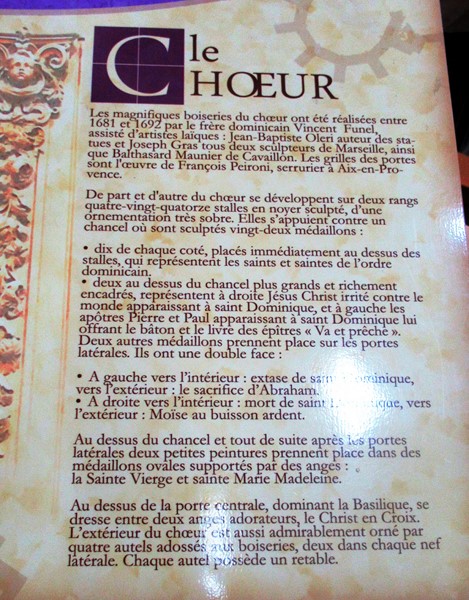 le
CHŒUR
Les magnifiques boiseries du chœur ont été réalisées entre
1681 et 1692 par le frère dominicain Vincent Funel,
assisté d'artistes laïques : Jean-Baptiste Oleri auteur des sta-
tues et Joseph Gras tous deux sculpteurs de Marseille, ainsi
que Balthasard Maunier de Cavaillon. Les grilles des portes
sont l'œuvre de François Peironi, serrurier à Aix-en-Pro-
vence.
De part et d'autre du chœur se développent sur deux rangs
quatre-vingt-quatorze stalles en noyer sculpté, d'une
ornementation très sobre. Elles s'appuient contre un
chancel où sont sculptés vingt-deux médaillons :
• dix de chaque coté, placés immédiatement au dessus des
stalles, qui représentent les saints et saintes de l'ordre
dominicain.
• deux au dessus du chancel plus grands et richement
encadrés, représentent à droite Jésus Christ irrité contre le
monde apparaissant à saint Dominique, et à gauche les
apôtres Pierre et Paul apparaissant à saint Dominique lui
offrant le bâton et le livre des épîtres « Va et prêche ».
Deux autres médaillons prennent place sur les portes
latérales. Ils ont une double face :
• A gauche vers l'intérieur : extase de saint Dominique,
vers l'extérieur : le sacrifice d'Abraham.
• A droite vers l'intérieur : mort de saint Dominique, vers
l'extérieur : Moïse au buisson ardent.
Au dessus du chancel et tout de suite après les portes
latérales deux petites peintures prennent place dans des
médaillons ovales supportés par des anges :
la Sainte Vierge et sainte Marie Madeleine.
Au dessus de la porte centrale, dominant la Basilique, se
dresse entre deux anges adorateurs, le Christ en Croix.
L'extérieur du chœur est aussi admirablement orné par
quatre autels adossés aux boiseries, deux dans chaque nef
latérale. Chaque autel possède un retable.